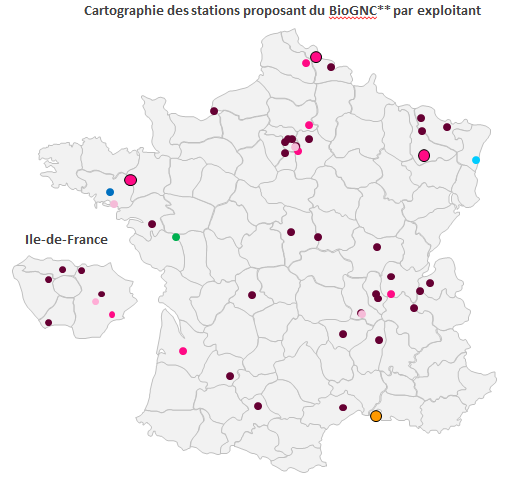 Cartographie des stations proposant du BioGNC** par exploitant
Ile-de-France